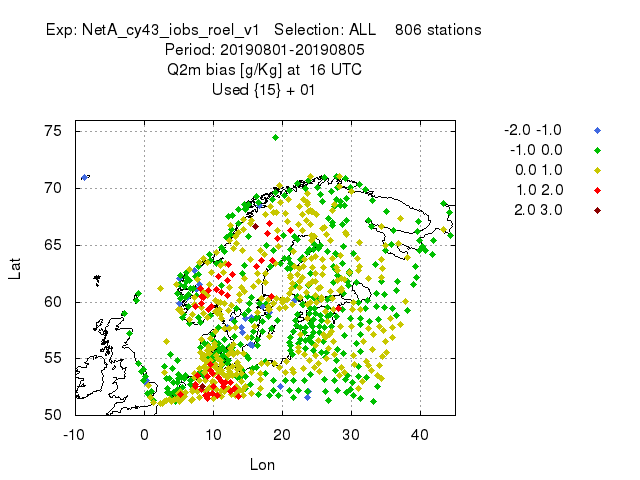 Exp: NetA_cy43_iobs_roel_v1 Selection: ALL 806 stations
Period: 20190801-20190805
Q2m bias [g/Kg] at 16 UTC
Used {15} + 01
75
70
65
60
55
50
Lat
-10 0 10 20 30 40
Lon
-2.0 -1.0
-1.0 0.0
0.0 1.0
1.0 2.0
2.0 3.0